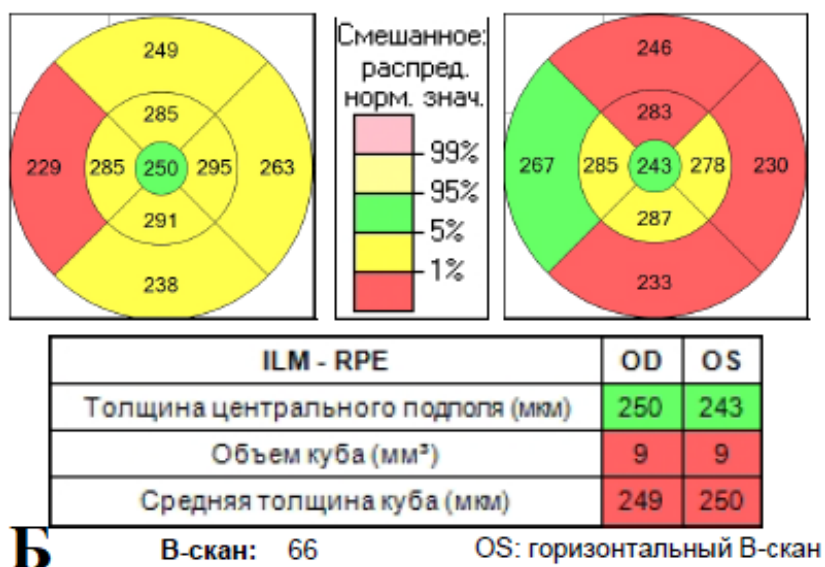 249
285
229 285 250 295 263
291
238
Смешанное:
распред.
норм. знач.
99%
95%
5%
1%
246
283
267 285 243 278 230
287
233
ILM - RPE OD OS
Толщина центрального подполя (мкм) 250 243
Объем куба (мм³) 9 9
Средняя толщина куба (мкм) 249 250
Б В-скан: 66 OS: горизонтальный В-скан